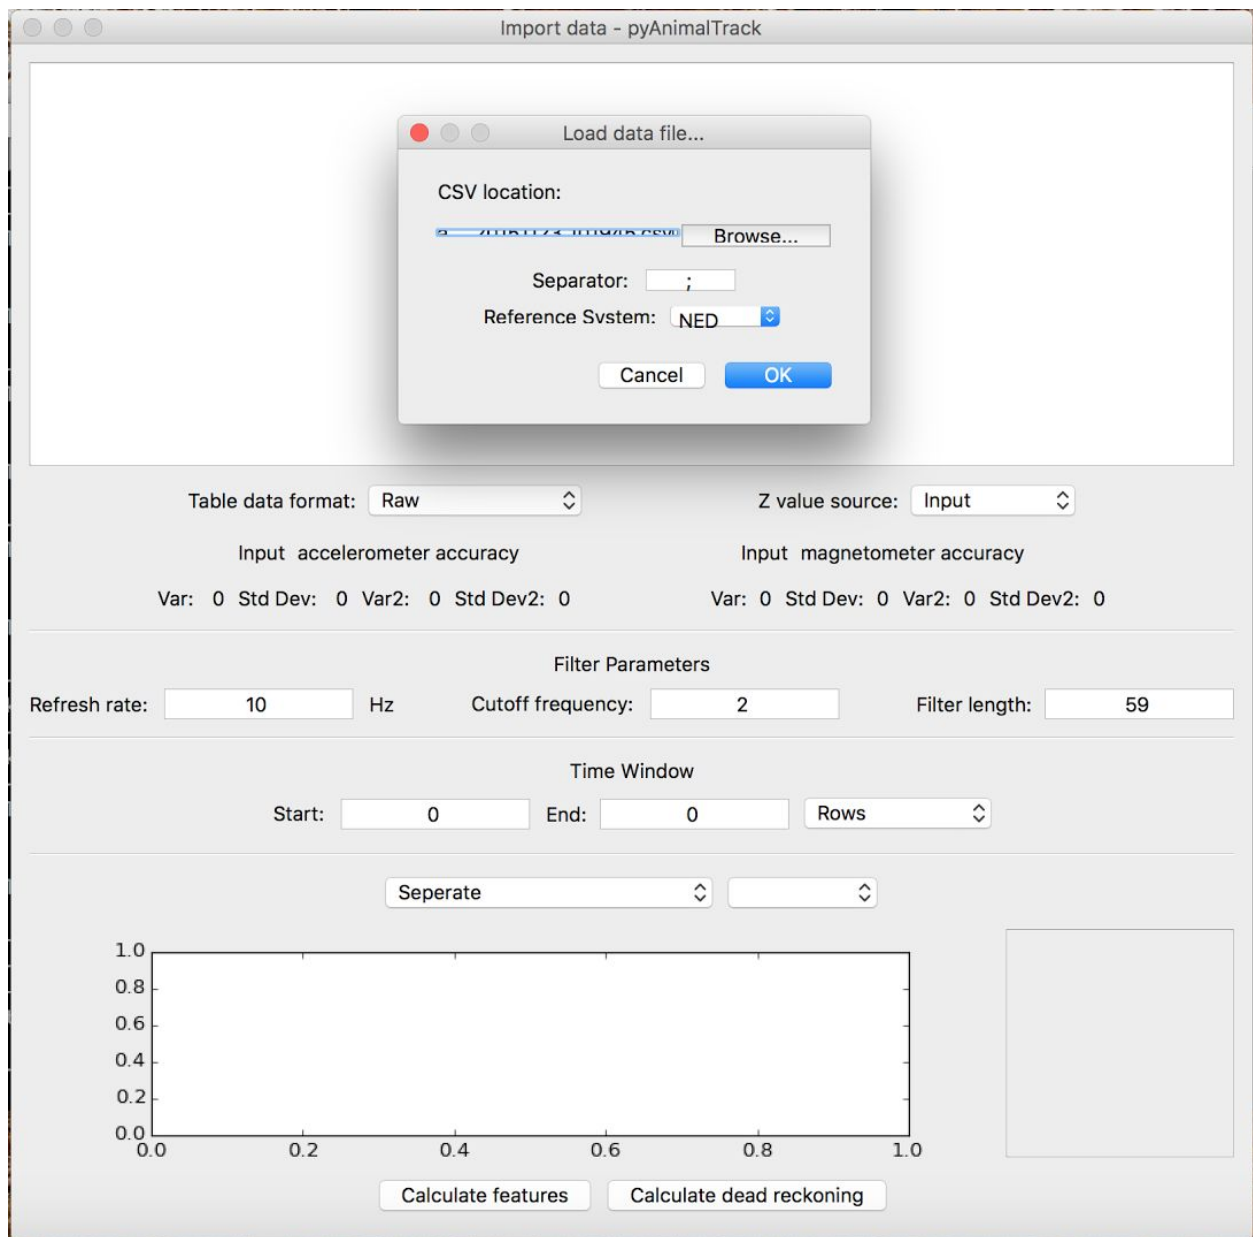 Import data - pyAnimalTrack
Load data file...
CSV location:
Browse...
Separator: ;
Reference System: NED
Cancel OK
Table data format: Raw Z value source: Input
Input accelerometer accuracy Input magnetometer accuracy
Var: 0 Std Dev: 0 Var2: 0 Std Dev2: 0 Var: 0 Std Dev: 0 Var2: 0 Std Dev2: 0
Filter Parameters
Refresh rate: 10 Hz Cutoff frequency: 2 Filter length: 59
Time Window
Start: 0 End: 0 Rows
Seperate
1.0
0.8
0.6
0.4
0.2
0.0
0.0 0.2 0.4 0.6 0.8 1.0
Calculate features Calculate dead reckoning